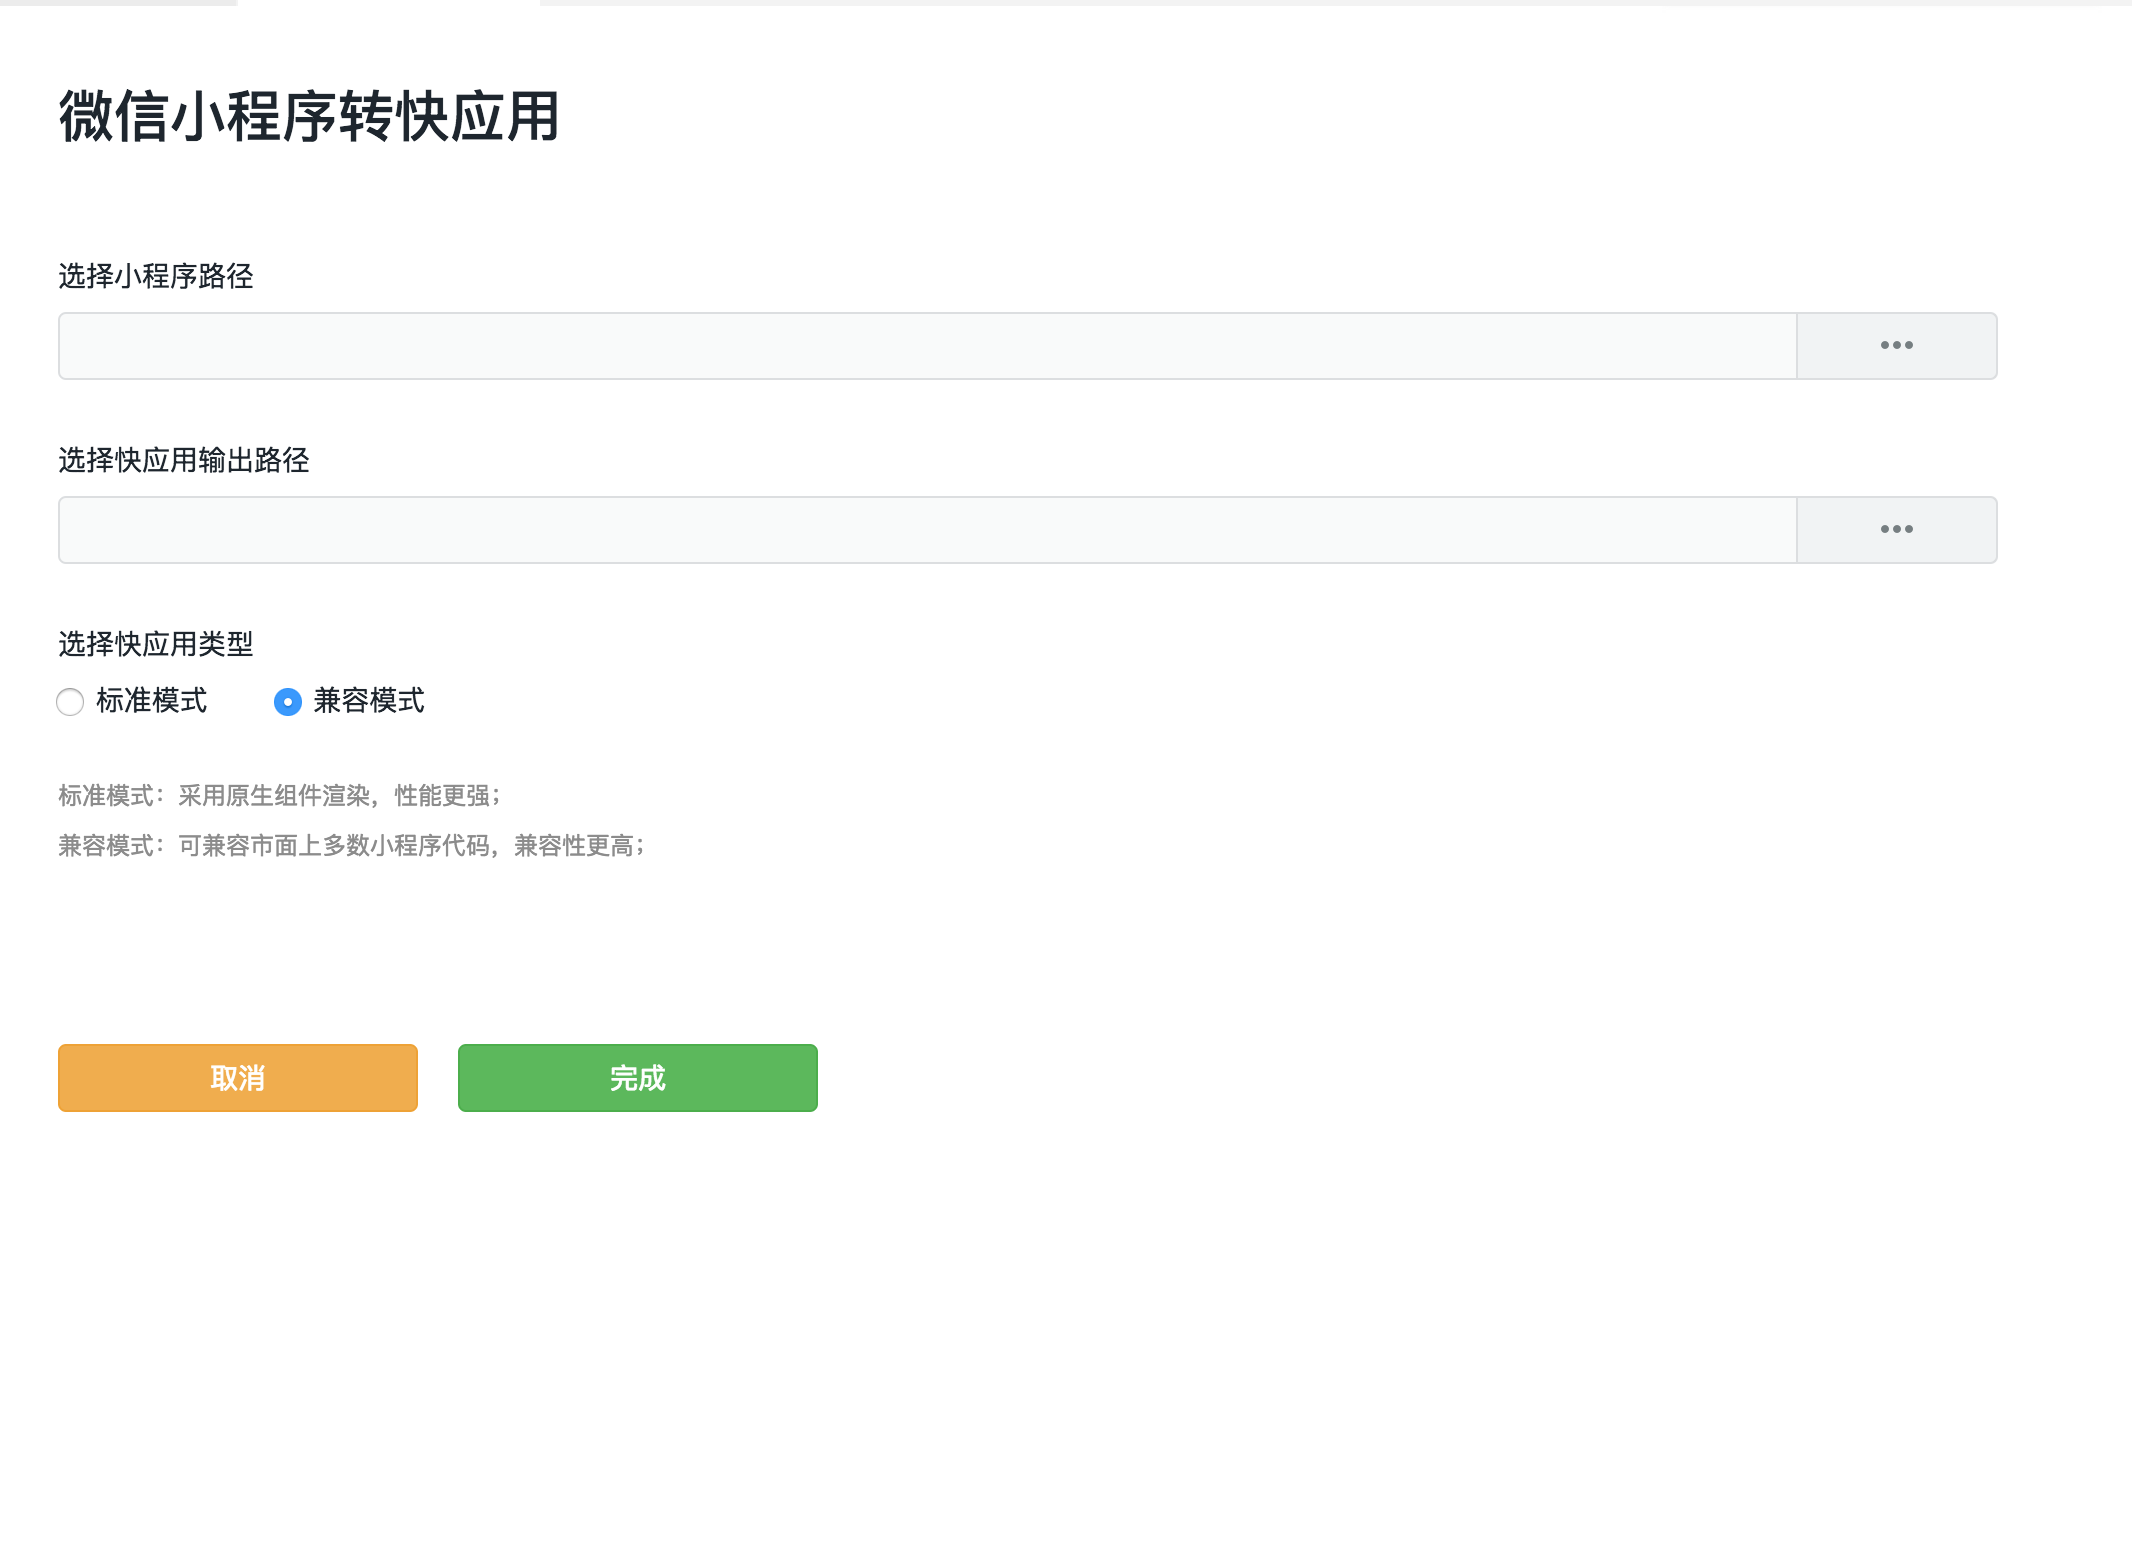 微信小程序转快应用
选择小程序路径
•••
选择快应用输出路径
•••
选择快应用类型
标准模式 兼容模式
标准模式：采用原生组件渲染，性能更强；
兼容模式：可兼容市面上多数小程序代码，兼容性更高；
取消 完成